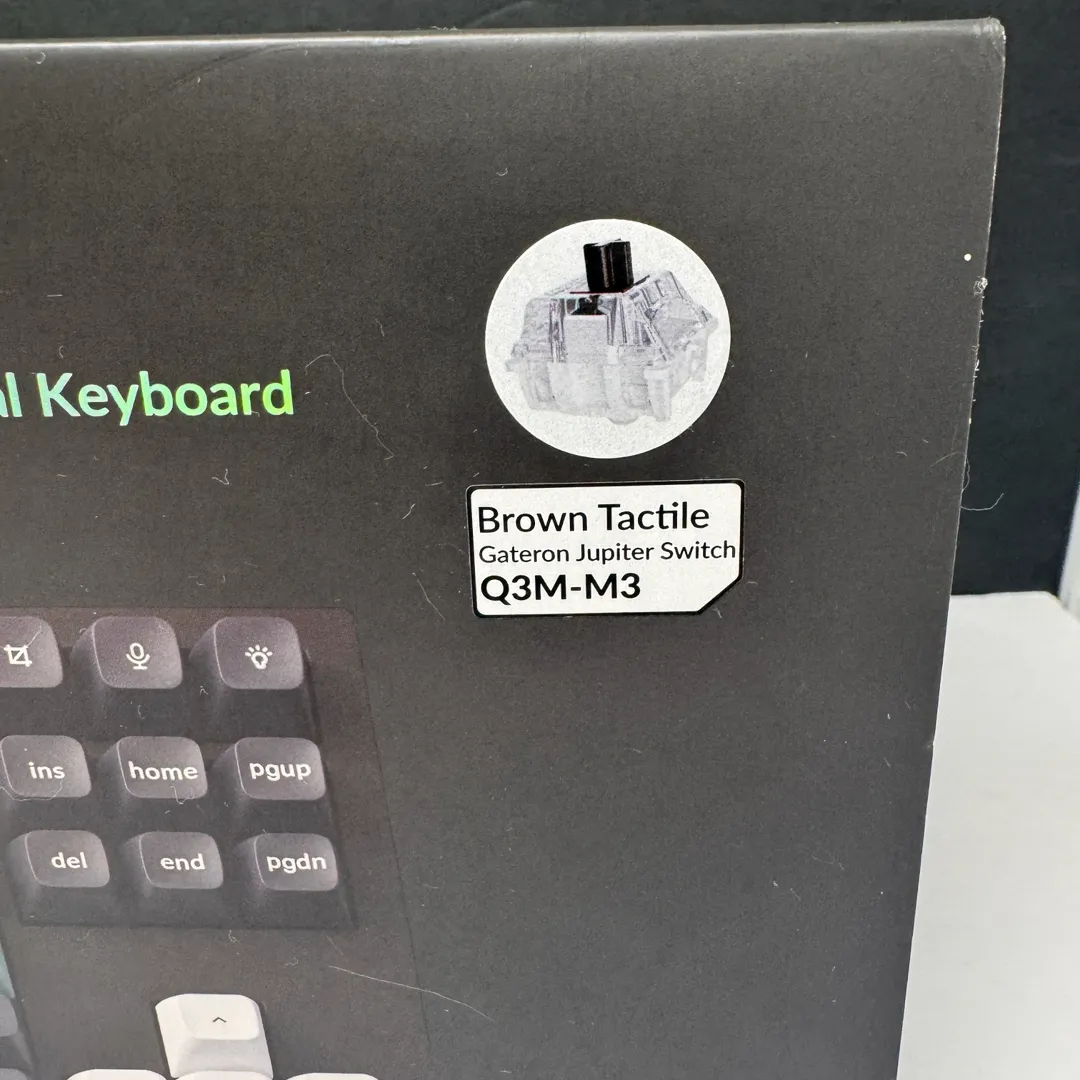 al Keyboard
Brown Tactile
Gateron Jupiter Switch
Q3M-M3
ins home pgup
del end pgdn